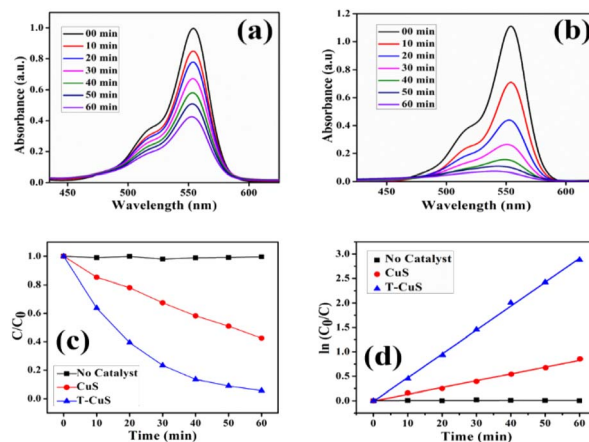 (a)
00 min
10 min
20 min
30 min
40 min
50 min
60 min
Absorbance (a.u.)
1.0
0.8
0.6
0.4
0.2
0.0
450 500 550 600
Wavelength (nm)
(b)
00 min
10 min
20 min
30 min
40 min
50 min
60 min
Absorbance (a.u)
1.2
1.0
0.8
0.6
0.4
0.2
0.0
450 500 550 600
Wavelength (nm)
(c)
C/C0
1.0
0.8
0.6
0.4
0.2
0.0
No Catalyst
CuS
T-CuS
0 10 20 30 40 50 60
Time (min)
(d)
ln (C0/C)
3.0
2.5
2.0
1.5
1.0
0.5
0.0
No Catalyst
CuS
T-CuS
0 10 20 30 40 50 60
Time (min)